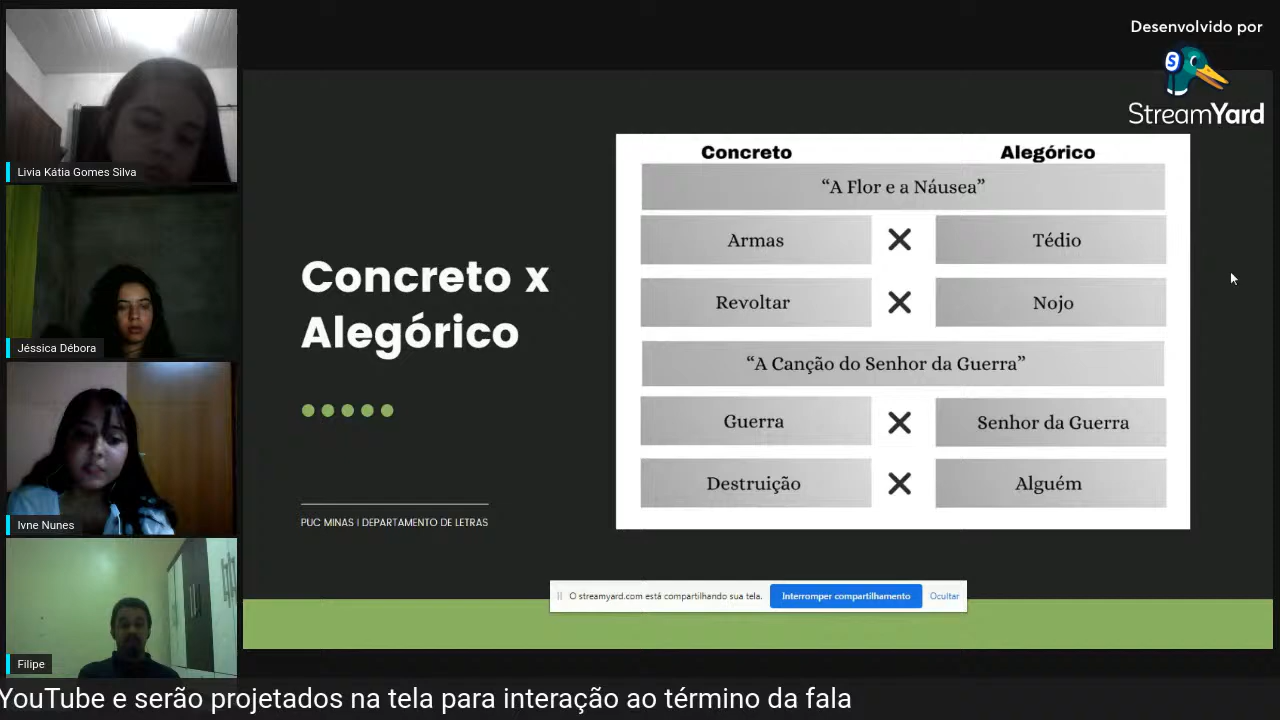 Desenvolvido por
S
StreamYard
Livia Kátia Gomes Silva
Jéssica Débora
Ivne Nunes
Filipe
Concreto x
Alegórico
PUC MINAS I DEPARTAMENTO DE LETRAS
Concreto Alegórico
“A Flor e a Náusea”
Armas Tédio
Revoltar Nojo
“A Canção do Senhor da Guerra”
Guerra Senhor da Guerra
Destruição Alguém
O streamyard.com está compartilhando sua tela. Interromper compartilhamento Ocultar
YouTube e serão projetados na tela para interação ao término da fala